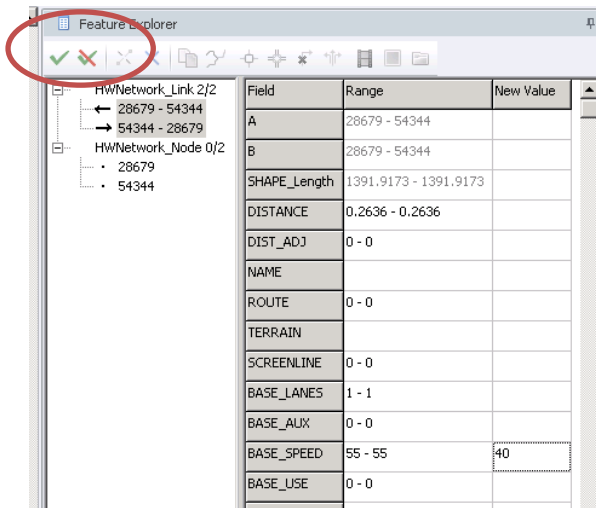 Feature Explorer
HWNetwork_Link 2/2
← 28679 - 54344
→ 54344 - 28679
HWNetwork_Node 0/2
· 28679
· 54344
Field Range New Value
A 28679 - 54344
B 28679 - 54344
SHAPE_Length 1391.9173 - 1391.9173
DISTANCE 0.2636 - 0.2636
DIST_ADJ 0 - 0
NAME
ROUTE 0 - 0
TERRAIN
SCREENLINE 0 - 0
BASE_LANES 1 - 1
BASE_AUX 0 - 0
BASE_SPEED 55 - 55 40
BASE_USE 0 - 0